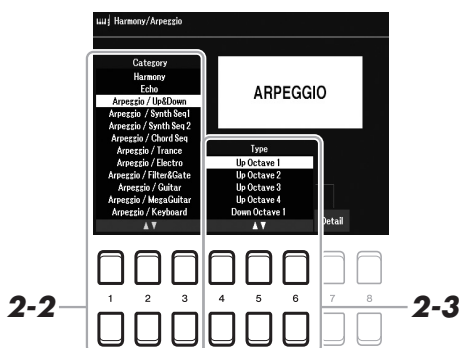 Harmony/Arpeggio
Category
Harmony
Echo
Arpeggio / Up&Down
Arpeggio / Synth Seq1
Arpeggio / Synth Seq 2
Arpeggio / Chord Seq
Arpeggio / Trance
Arpeggio / Electro
Arpeggio / Filter&Gate
Arpeggio / Guitar
Arpeggio / MegaGuitar
Arpeggio / Keyboard
▲▼
ARPEGGIO
Type
Up Octave 1
Up Octave 2
Up Octave 3
Up Octave 4
Down Octave 1
▲▼
Detail
1 2 3 4 5 6 7 8
2-2
2-3